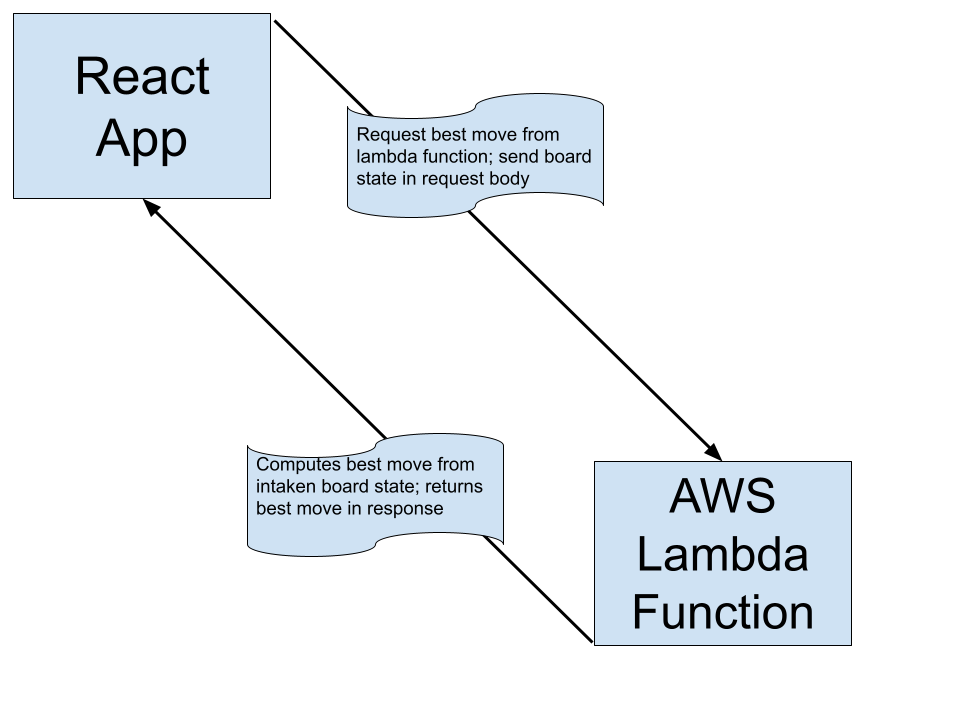 React
App
Request best move from
lambda function; send board
state in request body
Computes best move from
intaken board state; returns
best move in response
AWS
Lambda
Function